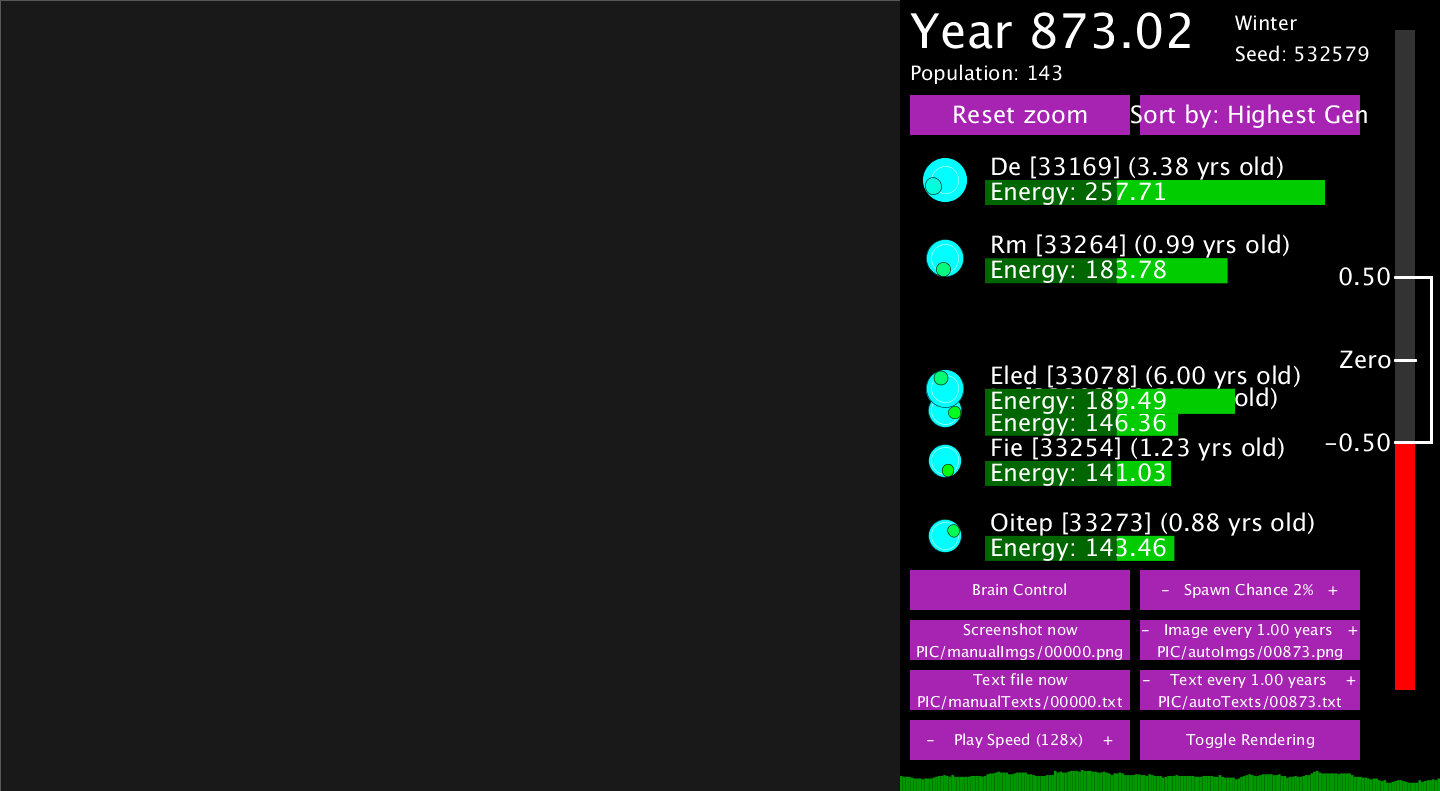 Year 873.02
Winter
Seed: 532579
Population: 143
Reset zoom
Sort by: Highest Gen
De [33169] (3.38 yrs old)
Energy: 257.71
Rm [33264] (0.99 yrs old)
Energy: 183.78
0.50
Zero
Eled [33078] (6.00 yrs old)
old)
Energy: 189.49
Energy: 146.36
-0.50
Fie [33254] (1.23 yrs old)
Energy: 141.03
Oitep [33273] (0.88 yrs old)
Energy: 143.46
Brain Control
- Spawn Chance 2% +
Screenshot now
PIC/manualImgs/00000.png
- Image every 1.00 years +
PIC/autoImgs/00873.png
Text file now
PIC/manualTexts/00000.txt
- Text every 1.00 years +
PIC/autoTexts/00873.txt
- Play Speed (128x) +
Toggle Rendering